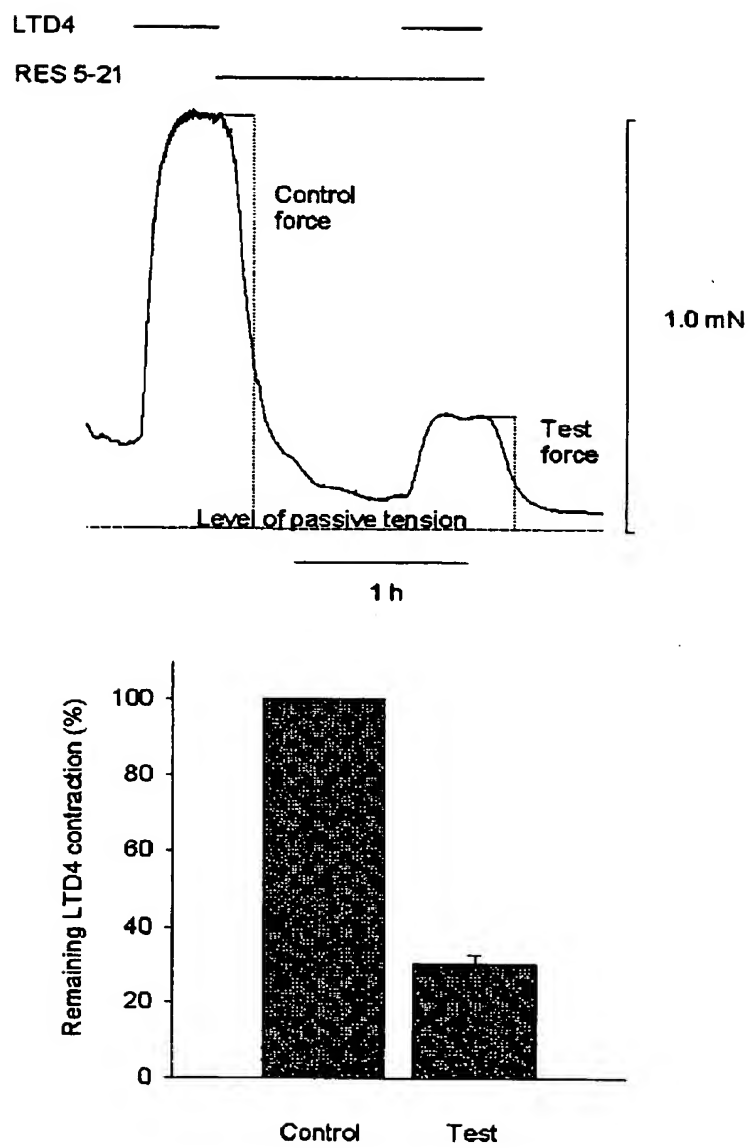 LTD4
RES 5-21
Control
force
1.0 mN
Test
force
Level of passive tension
1 h
Remaining LTD4 contraction (%)
100
80
60
40
20
0
Control Test